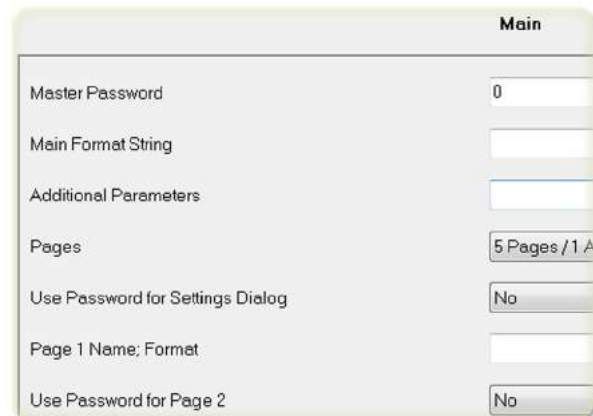 Main
Master Password 0
Main Format String
Additional Parameters
Pages 5 Pages / 1 A
Use Password for Settings Dialog No
Page 1 Name; Format
Use Password for Page 2 No